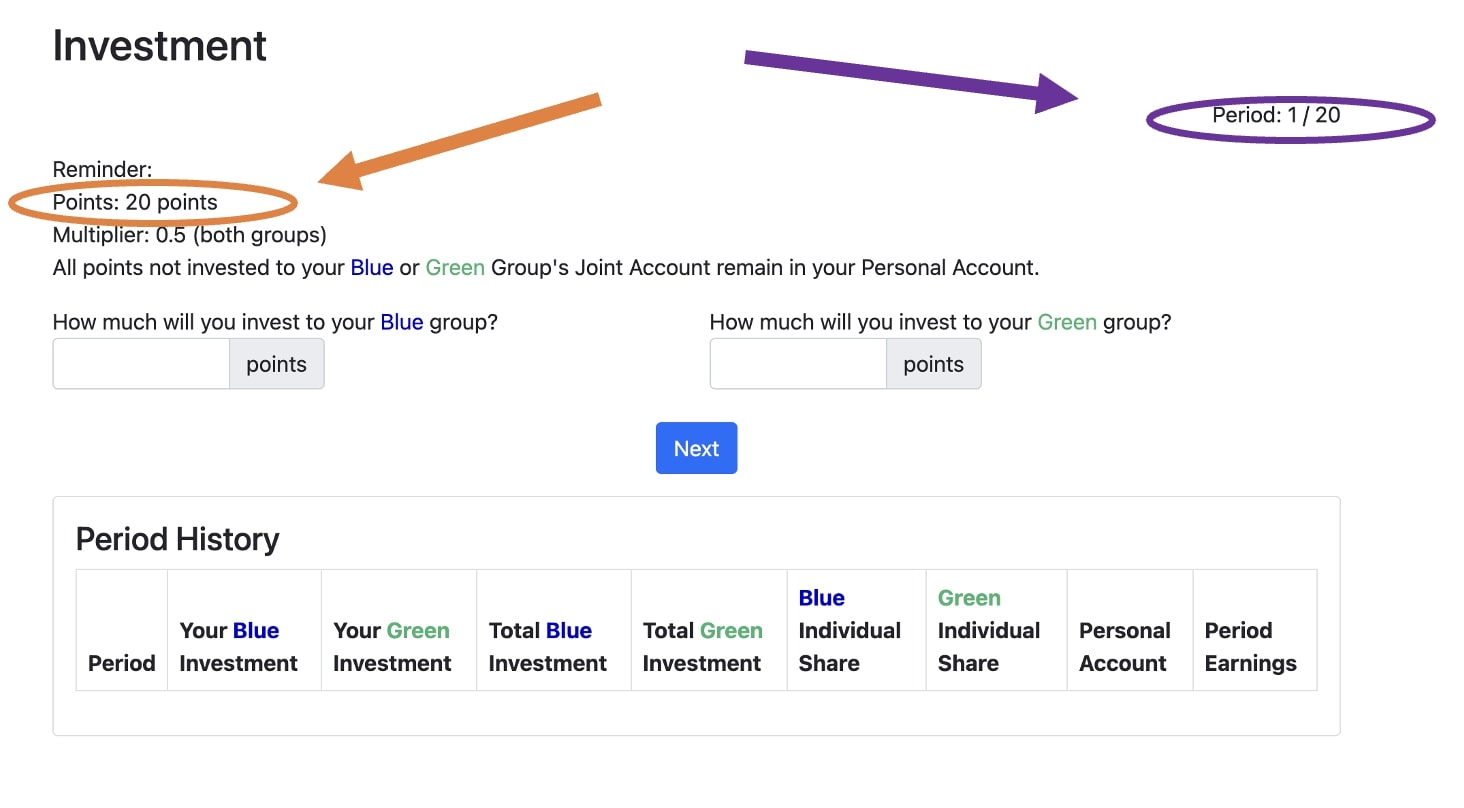 Investment
Period: 1 / 20
Reminder:
Points: 20 points
Multiplier: 0.5 (both groups)
All points not invested to your Blue or Green Group's Joint Account remain in your Personal Account.
How much will you invest to your Blue group?
points
How much will you invest to your Green group?
points
Next
Period History
Period
Your Blue
Investment
Your Green
Investment
Total Blue
Investment
Total Green
Investment
Blue
Individual
Share
Green
Individual
Share
Personal
Account
Period
Earnings